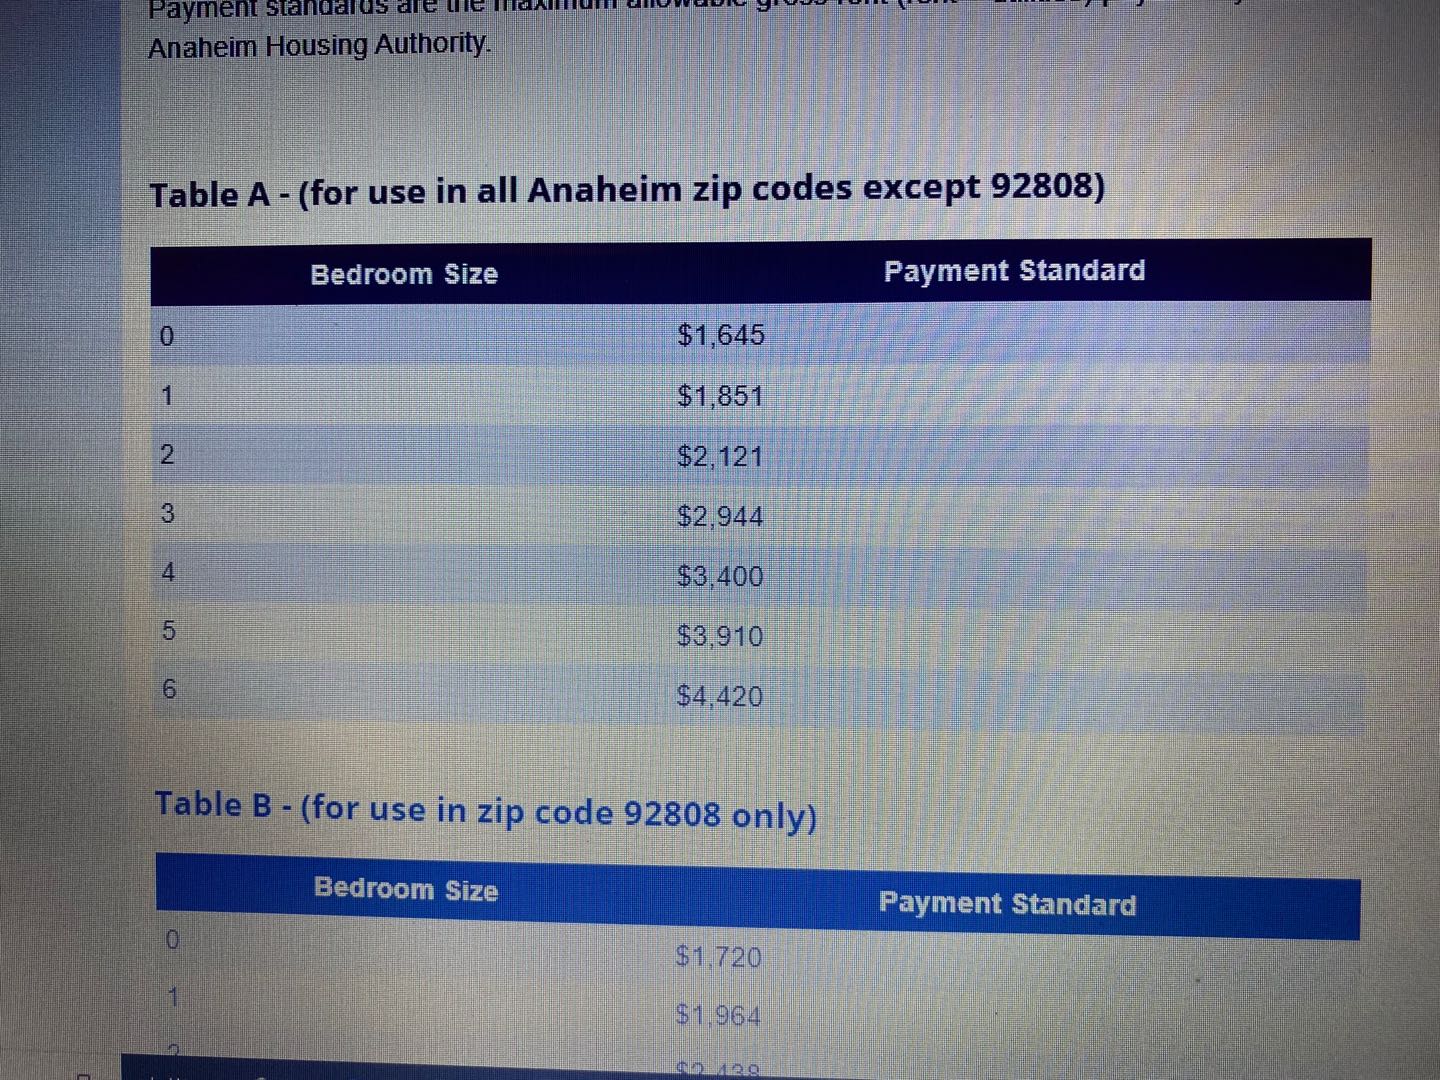 Payment standards are the maximum allowable gross rent
Anaheim Housing Authority.
Table A - (for use in all Anaheim zip codes except 92808)
Bedroom Size Payment Standard
0 $1,645
1 $1,851
2 $2,121
3 $2,944
4 $3,400
5 $3,910
6 $4,420
Table B - (for use in zip code 92808 only)
Bedroom Size Payment Standard
0 $1,720
1 $1,964